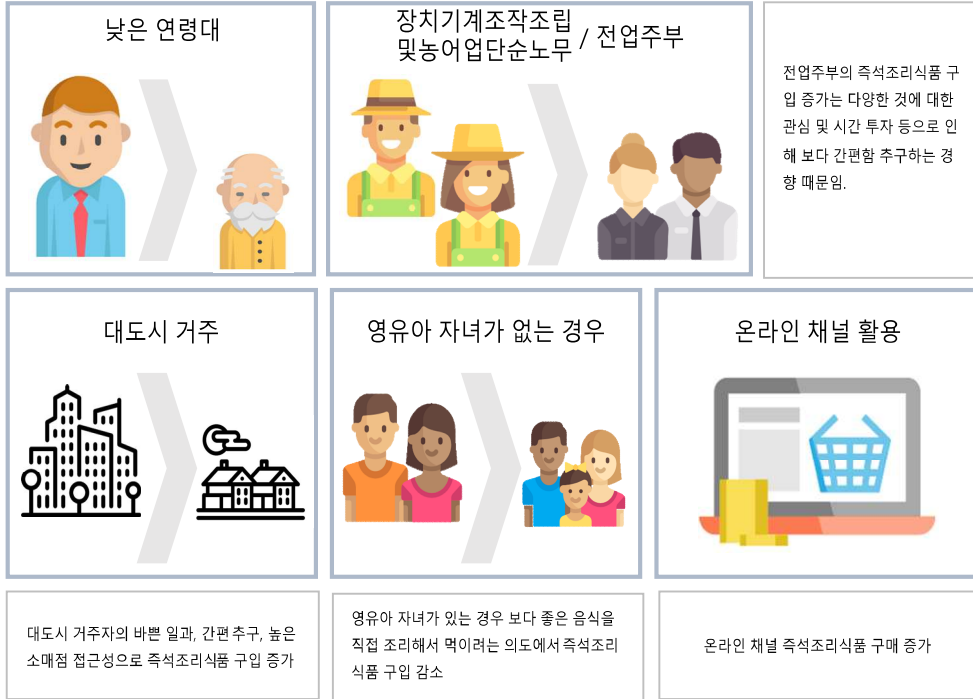 낮은 연령대
장치기계조작조립
및농어업단순노무 / 전업주부
전업주부의 즉석조리식품 구
입 증가는 다양한 것에 대한
관심 및 시간 투자 등으로 인
해 보다 간편함 추구하는 경
향 때문임.
대도시 거주
영유아 자녀가 없는 경우
온라인 채널 활용
대도시 거주자의 바쁜 일과, 간편추구, 높은
소매점 접근성으로 즉석조리식품 구입 증가
영유아 자녀가 있는 경우 보다 좋은 음식을
직접 조리해서 먹이려는 의도에서 즉석조리
식품 구입 감소
온라인 채널 즉석조리식품 구매 증가